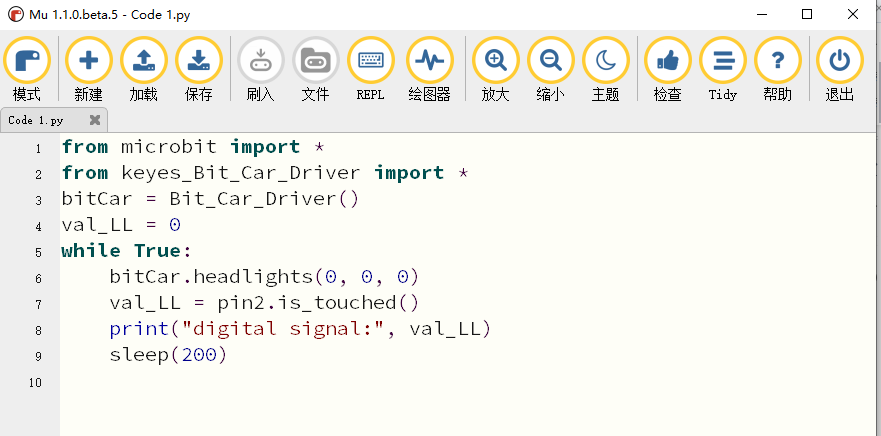 Mu 1.1.0.beta.5 - Code 1.py
模式 新建 加载 保存 刷入 文件 REPL 绘图器 放大 缩小 主题 检查 Tidy 帮助 退出
Code 1.py
1 from microbit import *
2 from keyes_Bit_Car_Driver import *
3 bitCar = Bit_Car_Driver()
4 val_LL = 0
5 while True:
6     bitCar.headlights(0, 0, 0)
7     val_LL = pin2.is_touched()
8     print("digital signal:", val_LL)
9     sleep(200)
10